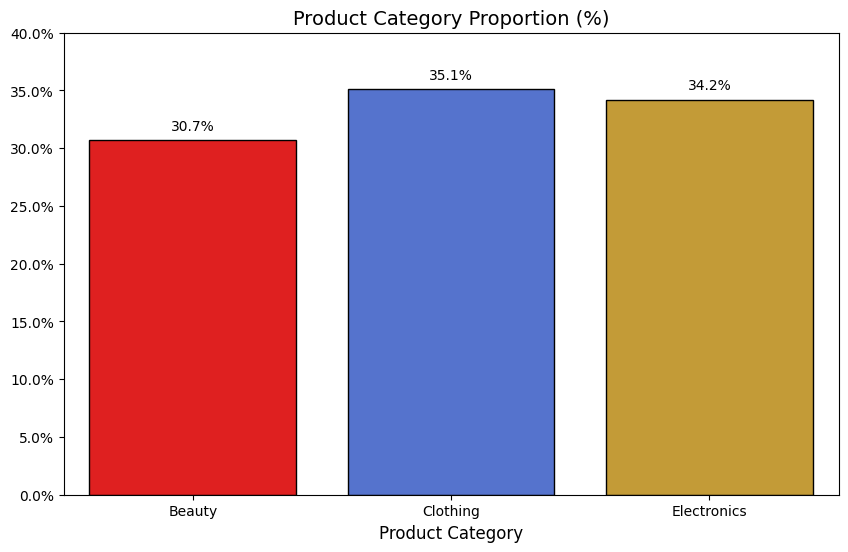 Product Category Proportion (%)
40.0%
35.0%
30.0%
25.0%
20.0%
15.0%
10.0%
5.0%
0.0%
30.7%
35.1%
34.2%
Beauty
Clothing
Electronics
Product Category